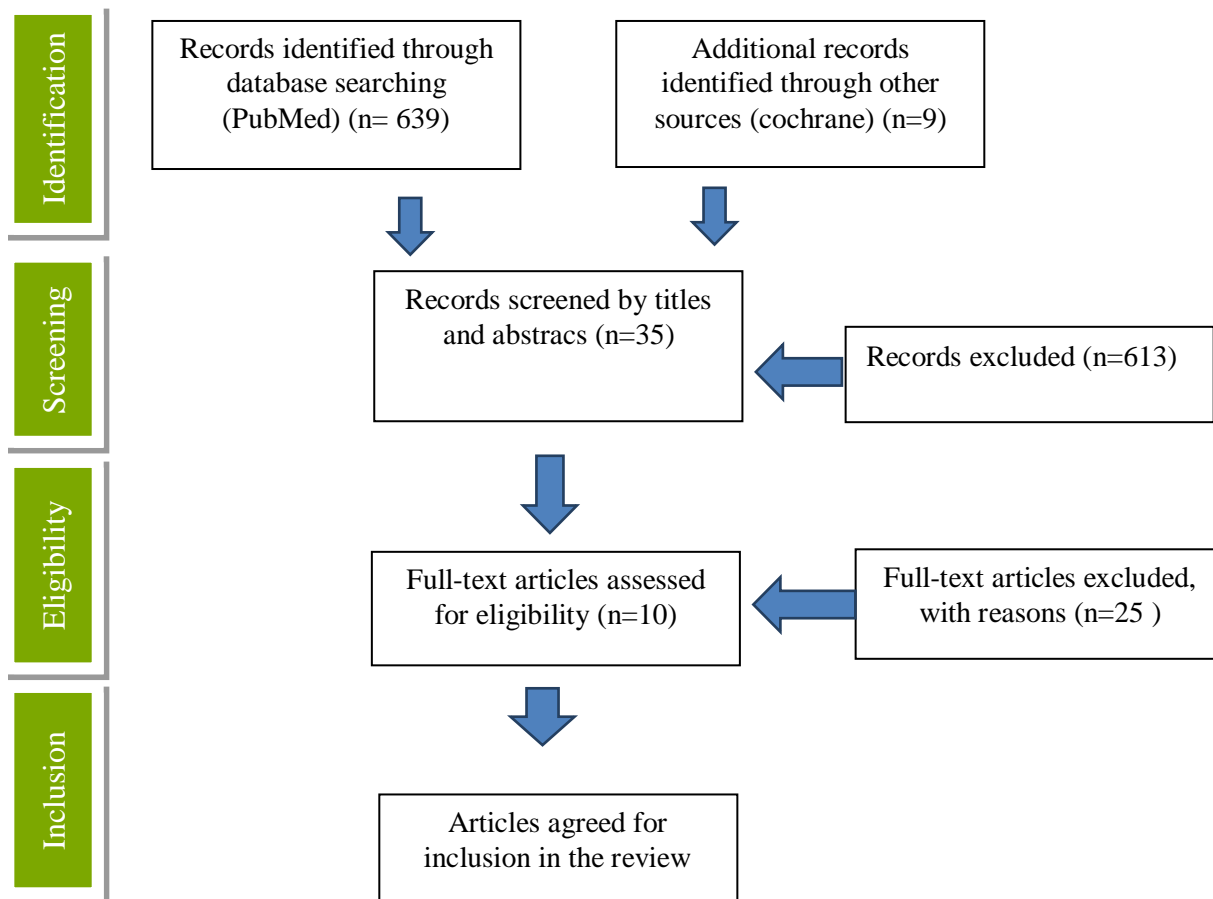 Identification
Records identified through
database searching
(PubMed) (n= 639)
Additional records
identified through other
sources (cochrane) (n=9)
Screening
Records screened by titles
and abstracs (n=35)
Records excluded (n=613)
Eligibility
Full-text articles assessed
for eligibility (n=10)
Full-text articles excluded,
with reasons (n=25 )
Inclusion
Articles agreed for
inclusion in the review